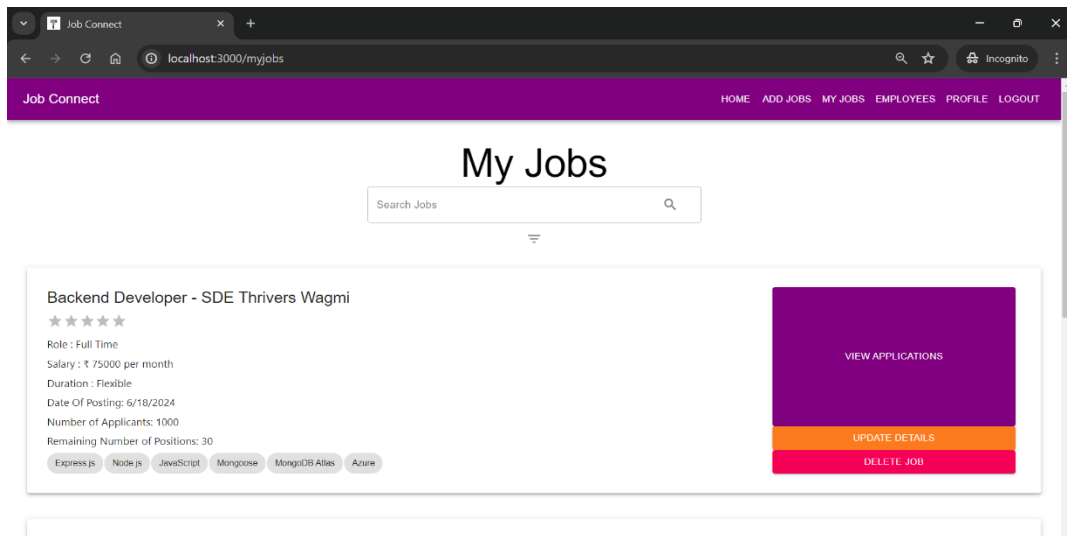 Job Connect
localhost:3000/myjobs
Incognito
Job Connect
HOME ADD JOBS MY JOBS EMPLOYEES PROFILE LOGOUT
My Jobs
Search Jobs
Backend Developer - SDE Thrivers Wagmi
Role : Full Time
Salary : ₹ 75000 per month
Duration : Flexible
Date Of Posting: 6/18/2024
Number of Applicants: 1000
Remaining Number of Positions: 30
Express js Node js JavaScript Mongoose MongoDB Atlas Azure
VIEW APPLICATIONS
UPDATE DETAILS
DELETE JOB